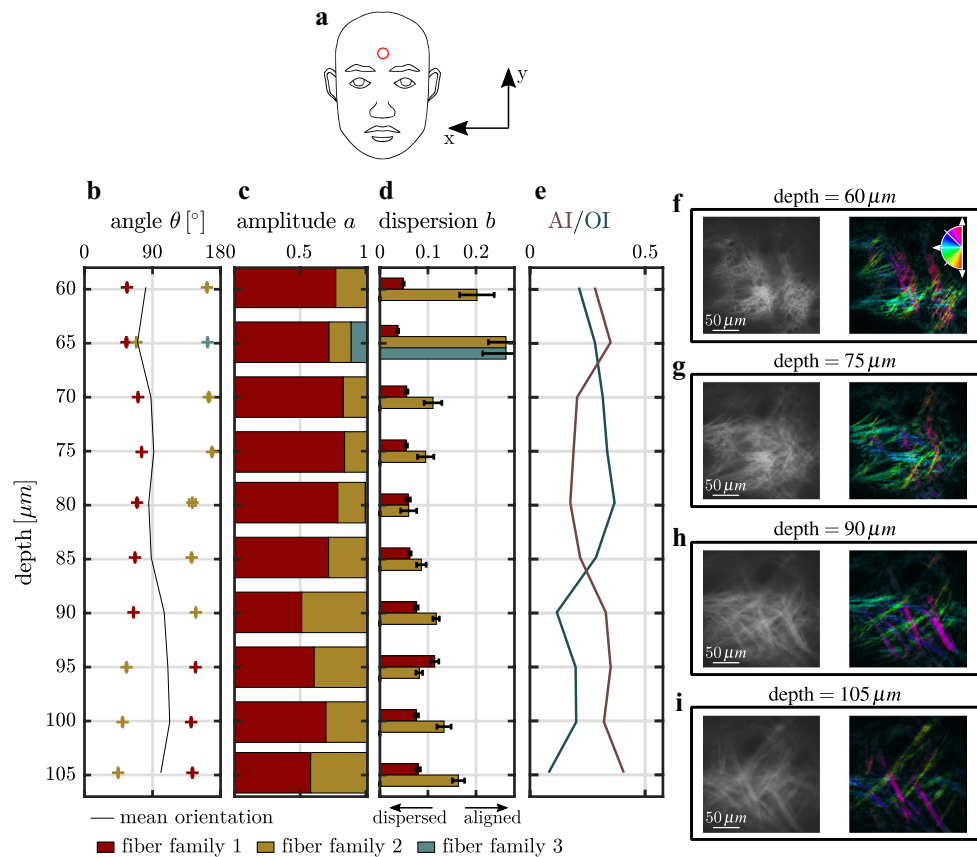 a
y
x
b c d e
angle θ [°] amplitude a dispersion b AI/OI
0 90 180 0.5 1 0 0.1 0.2 0 0.5
depth [μm]
60
65
70
75
80
85
90
95
100
105
dispersed aligned
mean orientation
fiber family 1 fiber family 2 fiber family 3
f depth = 60 μm
50 μm
g depth = 75 μm
50 μm
h depth = 90 μm
50 μm
i depth = 105 μm
50 μm